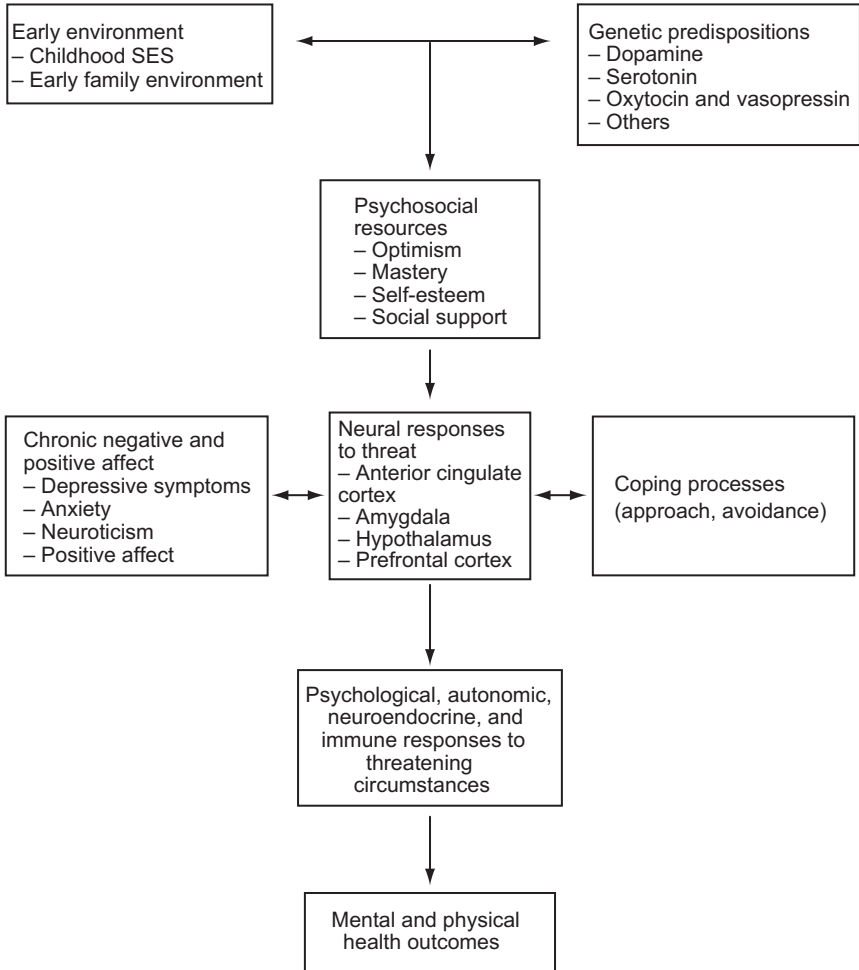 Early environment
– Childhood SES
– Early family environment
Genetic predispositions
– Dopamine
– Serotonin
– Oxytocin and vasopressin
– Others
Psychosocial
resources
– Optimism
– Mastery
– Self-esteem
– Social support
Chronic negative and
positive affect
– Depressive symptoms
– Anxiety
– Neuroticism
– Positive affect
Neural responses
to threat
– Anterior cingulate
cortex
– Amygdala
– Hypothalamus
– Prefrontal cortex
Coping processes
(approach, avoidance)
Psychological, autonomic,
neuroendocrine, and
immune responses to
threatening
circumstances
Mental and physical
health outcomes